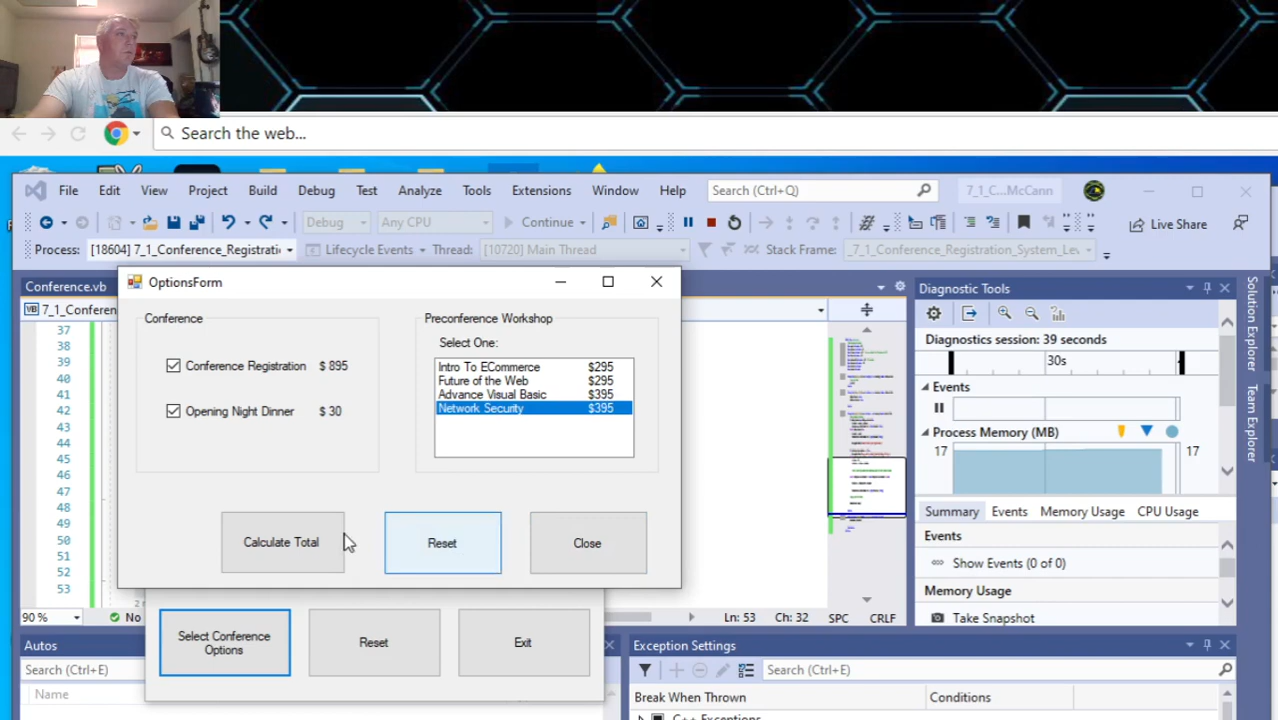 Search the web...
File Edit View Project Build Debug Test Analyze Tools Extensions Window Help Search (Ctrl+Q) 7_1_C...McCann
Debug Any CPU Continue Live Share
Process: [18604] 7_1_Conference_Registrati Lifecycle Events Thread: [10720] Main Thread Stack Frame: _7_1_Conference_Registration_System_Le
Conference.vb
7_1_Conferen
37
38
39
40
41
42
43
44
45
46
47
48
49
50
51
52
53
OptionsForm
Conference
Conference Registration $ 895
Opening Night Dinner $ 30
Preconference Workshop
Select One:
Intro To ECommerce $295
Future of the Web $295
Advance Visual Basic $395
Network Security $395
Calculate Total Reset Close
90 % No Ln: 53 Ch: 32 SPC CRLF
Select Conference
Options
Reset Exit
Diagnostic Tools
Diagnostics session: 39 seconds
30s
Events
Process Memory (MB)
17 17
Summary Events Memory Usage CPU Usage
Events
Show Events (0 of 0)
Memory Usage
Take Snapshot
Solution Explorer
Team Explorer
Autos
Search (Ctrl+E)
Name
Exception Settings
Search (Ctrl+E)
Break When Thrown Conditions
C++ Exceptions